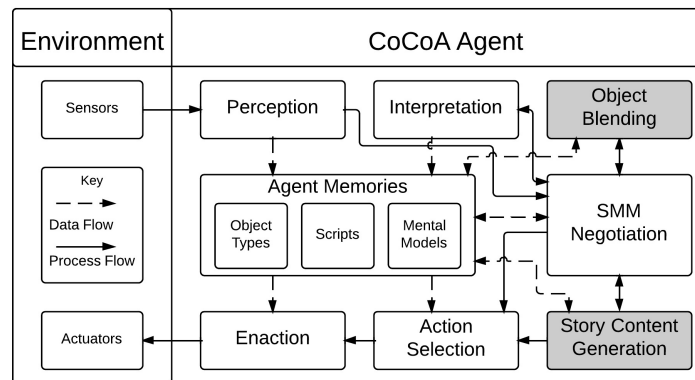 Environment
CoCoA Agent
Sensors
Perception
Interpretation
Object
Blending
Key
Data Flow
Process Flow
Agent Memories
Object
Types
Scripts
Mental
Models
SMM
Negotiation
Actuators
Enaction
Action
Selection
Story Content
Generation